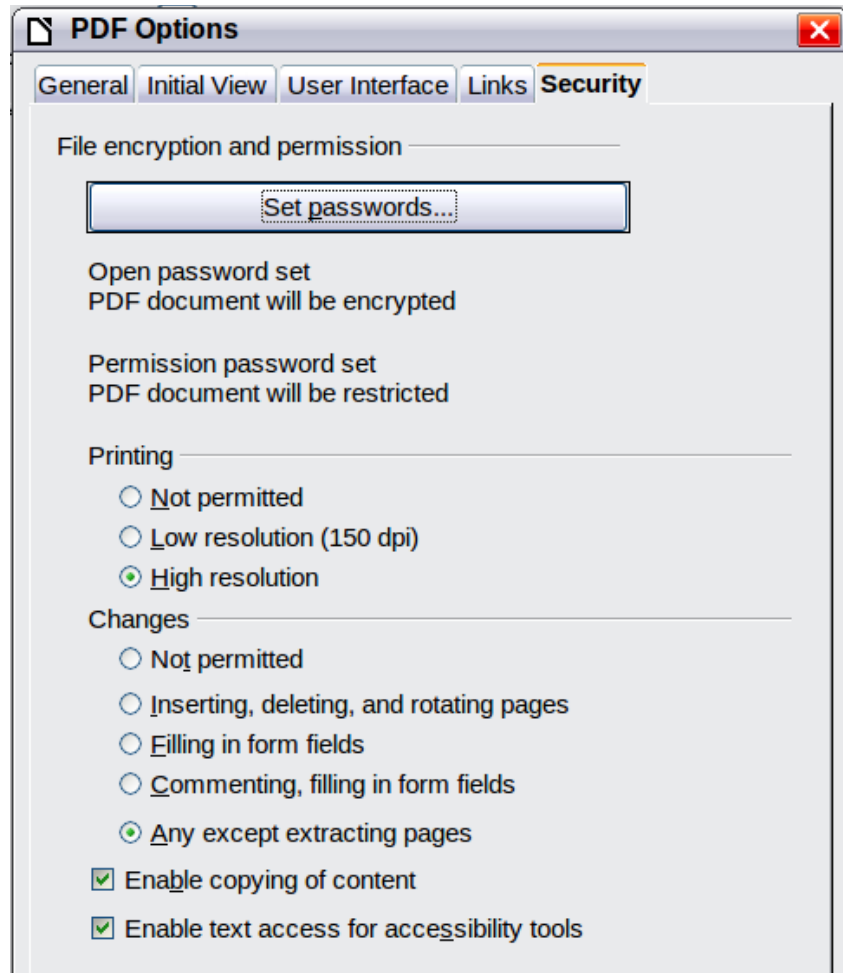 PDF Options
General Initial View User Interface Links Security
File encryption and permission
Set passwords...
Open password set
PDF document will be encrypted
Permission password set
PDF document will be restricted
Printing
Not permitted
Low resolution (150 dpi)
High resolution
Changes
Not permitted
Inserting, deleting, and rotating pages
Filling in form fields
Commenting, filling in form fields
Any except extracting pages
Enable copying of content
Enable text access for accessibility tools